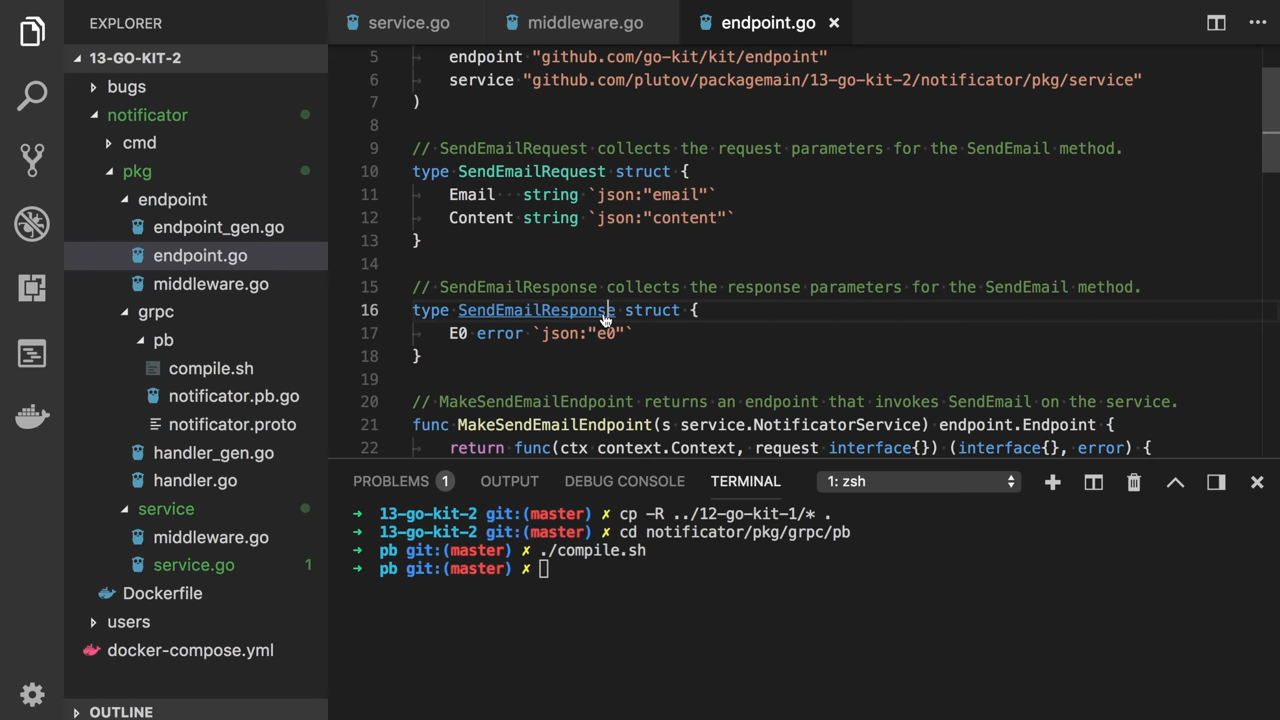 EXPLORER
13-GO-KIT-2
bugs
notificator
cmd
pkg
endpoint
endpoint_gen.go
endpoint.go
middleware.go
grpc
pb
compile.sh
notificator.pb.go
notificator.proto
handler_gen.go
handler.go
service
middleware.go
service.go 1
Dockerfile
users
docker-compose.yml
OUTLINE
service.go middleware.go endpoint.go
5 endpoint "github.com/go-kit/kit/endpoint"
6 service "github.com/plutov/packagemain/13-go-kit-2/notificator/pkg/service"
7 )
8
9 // SendEmailRequest collects the request parameters for the SendEmail method.
10 type SendEmailRequest struct {
11 Email string `json:"email"`
12 Content string `json:"content"`
13 }
14
15 // SendEmailResponse collects the response parameters for the SendEmail method.
16 type SendEmailResponse struct {
17 E0 error `json:"e0"`
18 }
19
20 // MakeSendEmailEndpoint returns an endpoint that invokes SendEmail on the service.
21 func MakeSendEmailEndpoint(s service.NotificatorService) endpoint.Endpoint {
22 return func(ctx context.Context, request interface{}) (interface{}, error) {
PROBLEMS 1 OUTPUT DEBUG CONSOLE TERMINAL 1: zsh
➜ 13-go-kit-2 git:(master) ✗ cp -R ../12-go-kit-1/* .
➜ 13-go-kit-2 git:(master) ✗ cd notificator/pkg/grpc/pb
➜ pb git:(master) ✗ ./compile.sh
➜ pb git:(master) ✗